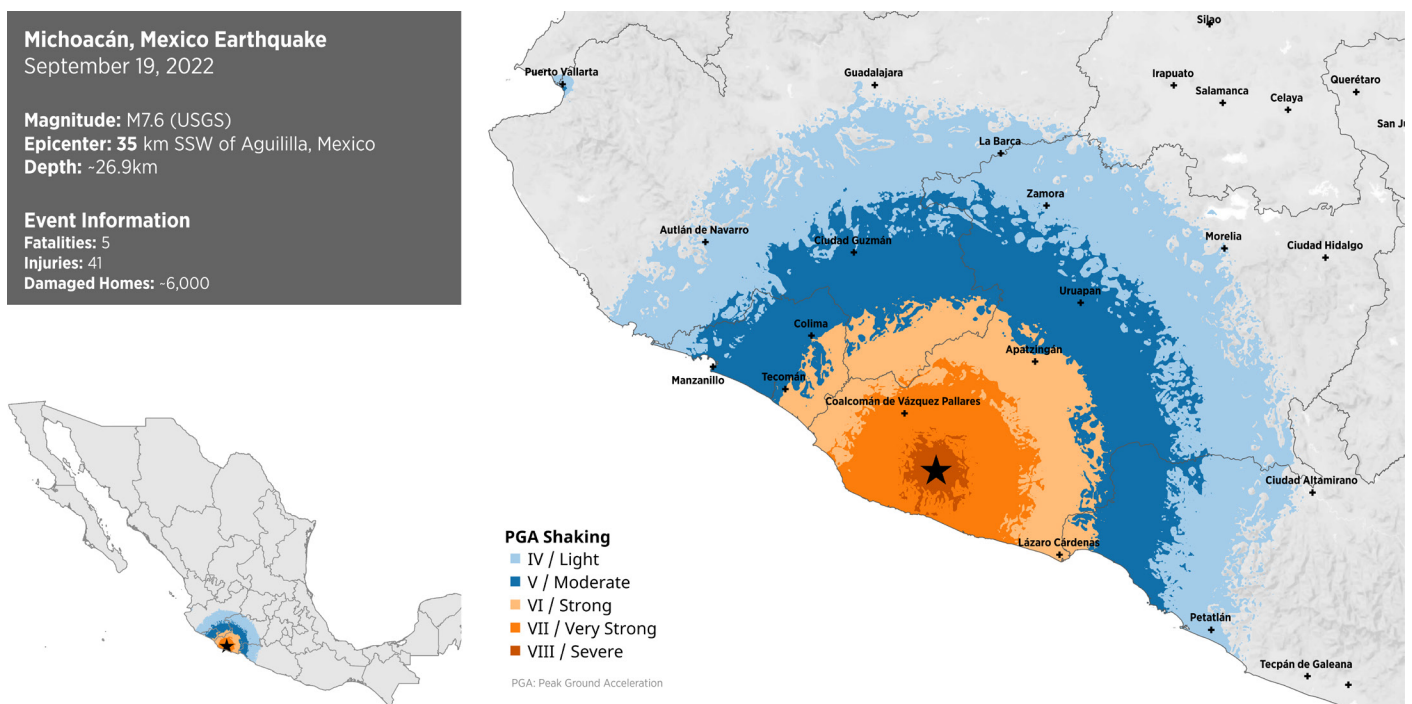 Michoacán, Mexico Earthquake
September 19, 2022
Magnitude: M7.6 (USGS)
Epicenter: 35 km SSW of Aguililla, Mexico
Depth: ~26.9km
Event Information
Fatalities: 5
Injuries: 41
Damaged Homes: ~6,000
Silao
Puerto Vallarta
Guadalajara
Irapuato
Querétaro
Salamanca
Celaya
San Ju
La Barca
Zamora
Autlán de Navarro
Ciudad Guzmán
Morelia
Ciudad Hidalgo
Uruapan
Colima
Apatzingán
Manzanillo
Tecomán
Coalcomán de Vázquez Pallares
Ciudad Altamirano
Lázaro Cárdenas
Petatlán
Tecpán de Galeana
PGA Shaking
IV / Light
V / Moderate
VI / Strong
VII / Very Strong
VIII / Severe
PGA: Peak Ground Acceleration